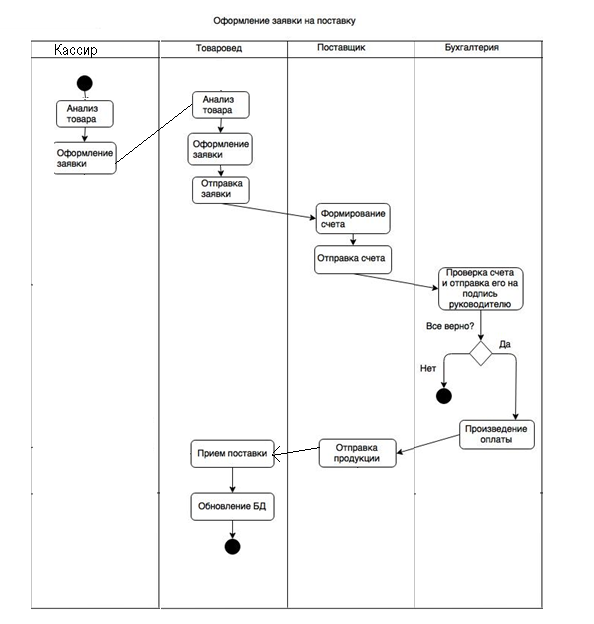 Оформление заявки на поставку
Кассир
Товаровед
Поставщик
Бухгалтерия
Анализ
товара
Оформление
заявки
Анализ
товара
Оформление
заявки
Отправка
заявки
Формирование
счета
Отправка счета
Проверка счета
и отправка его на
подпись
руководителю
Все верно?
Да
Нет
Произведение
оплаты
Отправка
продукции
Прием поставки
Обновление БД